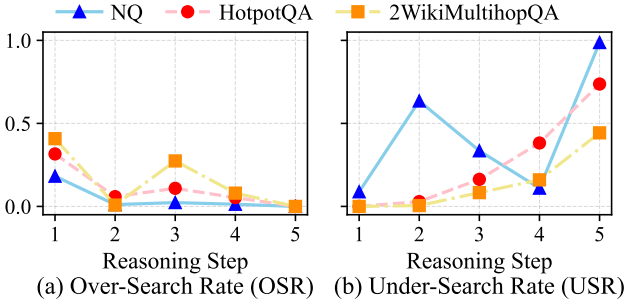 NQ HotpotQA 2WikiMultihopQA
1.0
0.5
0.0
1 2 3 4 5
1 2 3 4 5
Reasoning Step
Reasoning Step
(a) Over-Search Rate (OSR)
(b) Under-Search Rate (USR)